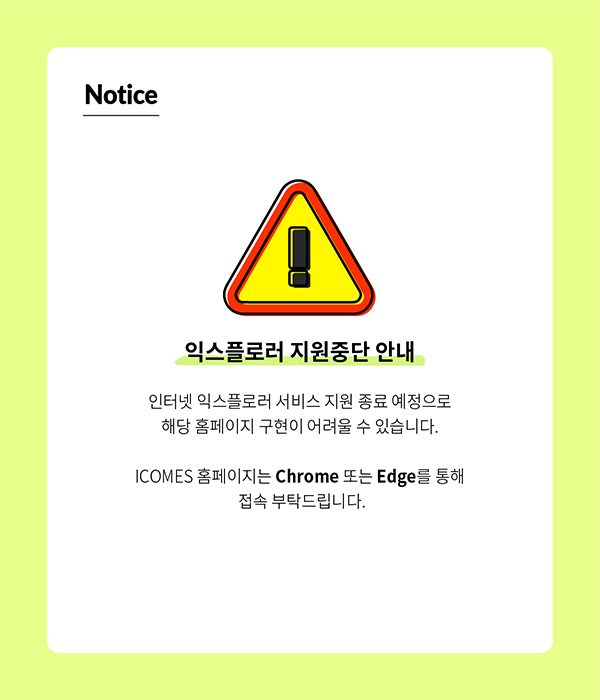 Notice
익스플로러 지원중단 안내
인터넷 익스플로러 서비스 지원 종료 예정으로
해당 홈페이지 구현이 어려울 수 있습니다.
ICOMES 홈페이지는 Chrome 또는 Edge를 통해
접속 부탁드립니다.